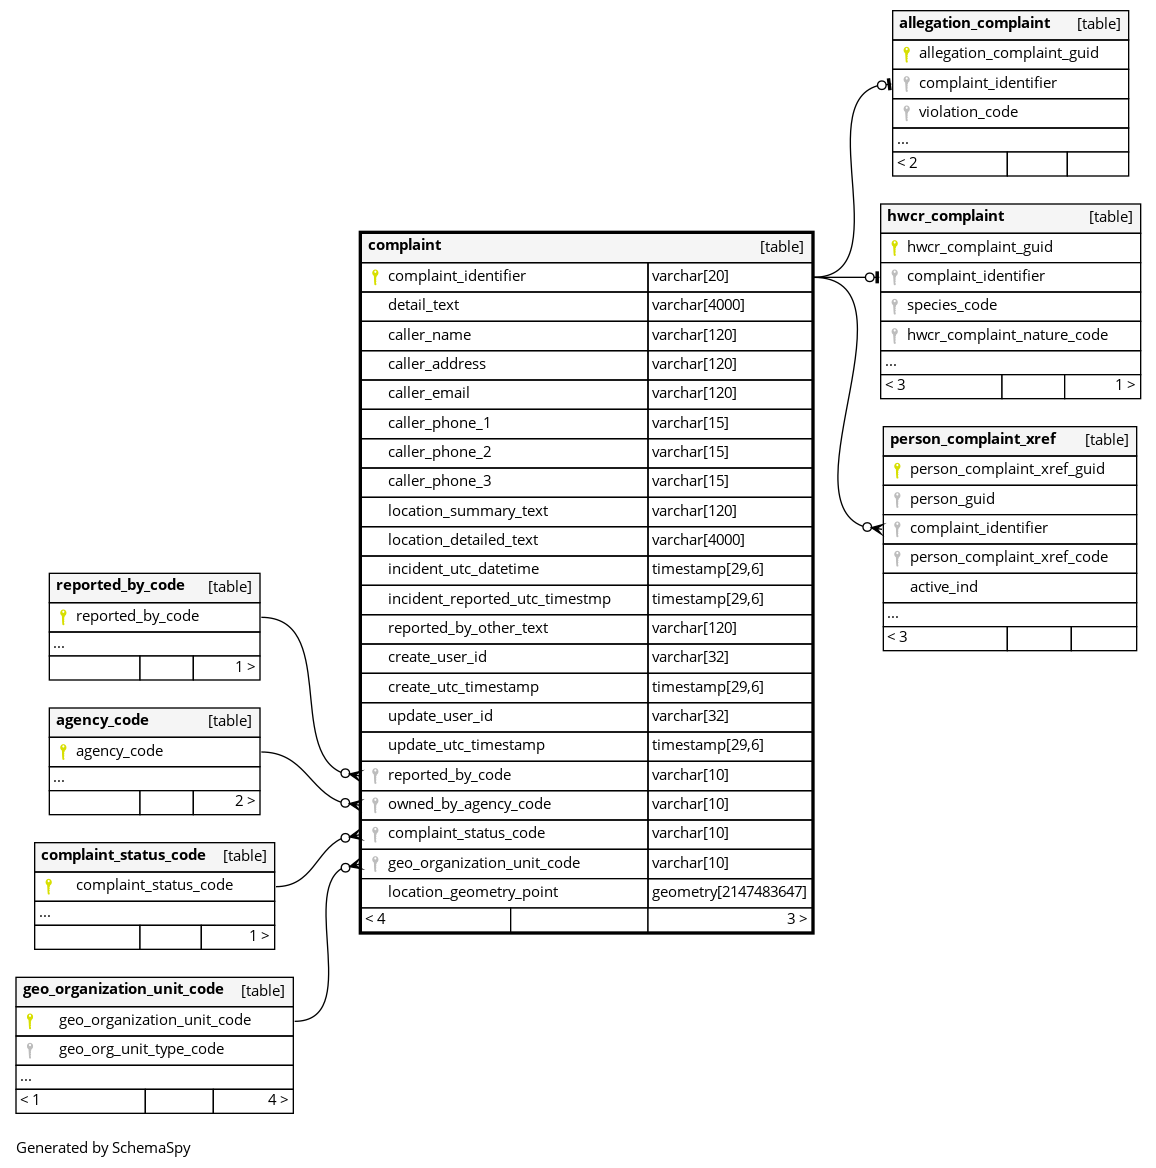 allegation_complaint [table]
allegation_complaint_guid
complaint_identifier
violation_code
...
< 2
hwcr_complaint [table]
hwcr_complaint_guid
complaint_identifier
species_code
hwcr_complaint_nature_code
...
< 3 1 >
person_complaint_xref [table]
person_complaint_xref_guid
person_guid
complaint_identifier
person_complaint_xref_code
active_ind
...
< 3
complaint [table]
complaint_identifier varchar[20]
detail_text varchar[4000]
caller_name varchar[120]
caller_address varchar[120]
caller_email varchar[120]
caller_phone_1 varchar[15]
caller_phone_2 varchar[15]
caller_phone_3 varchar[15]
location_summary_text varchar[120]
location_detailed_text varchar[4000]
incident_utc_datetime timestamp[29,6]
incident_reported_utc_timestmp timestamp[29,6]
reported_by_other_text varchar[120]
create_user_id varchar[32]
create_utc_timestamp timestamp[29,6]
update_user_id varchar[32]
update_utc_timestamp timestamp[29,6]
reported_by_code varchar[10]
owned_by_agency_code varchar[10]
complaint_status_code varchar[10]
geo_organization_unit_code varchar[10]
location_geometry_point geometry[2147483647]
< 4 3 >
reported_by_code [table]
reported_by_code
...
1 >
agency_code [table]
agency_code
...
2 >
complaint_status_code [table]
complaint_status_code
...
1 >
geo_organization_unit_code [table]
geo_organization_unit_code
geo_org_unit_type_code
...
< 1 4 >
Generated by SchemaSpy